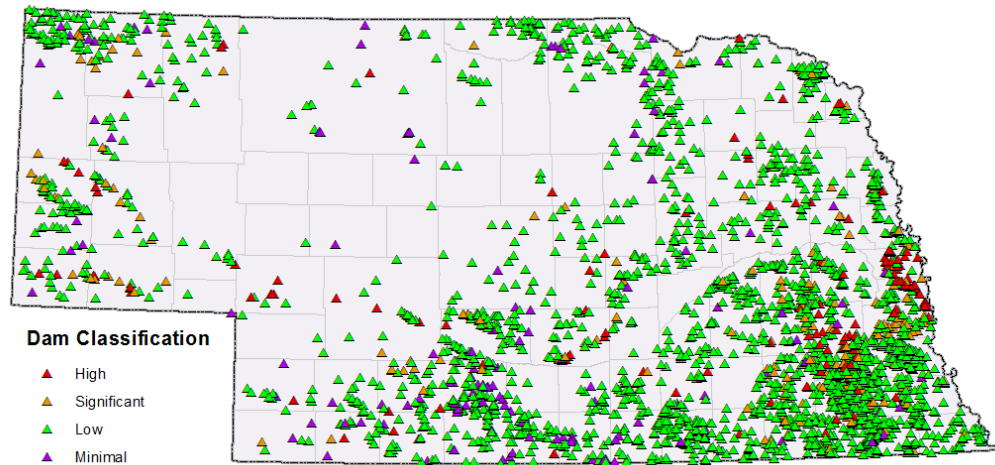 Dam Classification
High
Significant
Low
Minimal